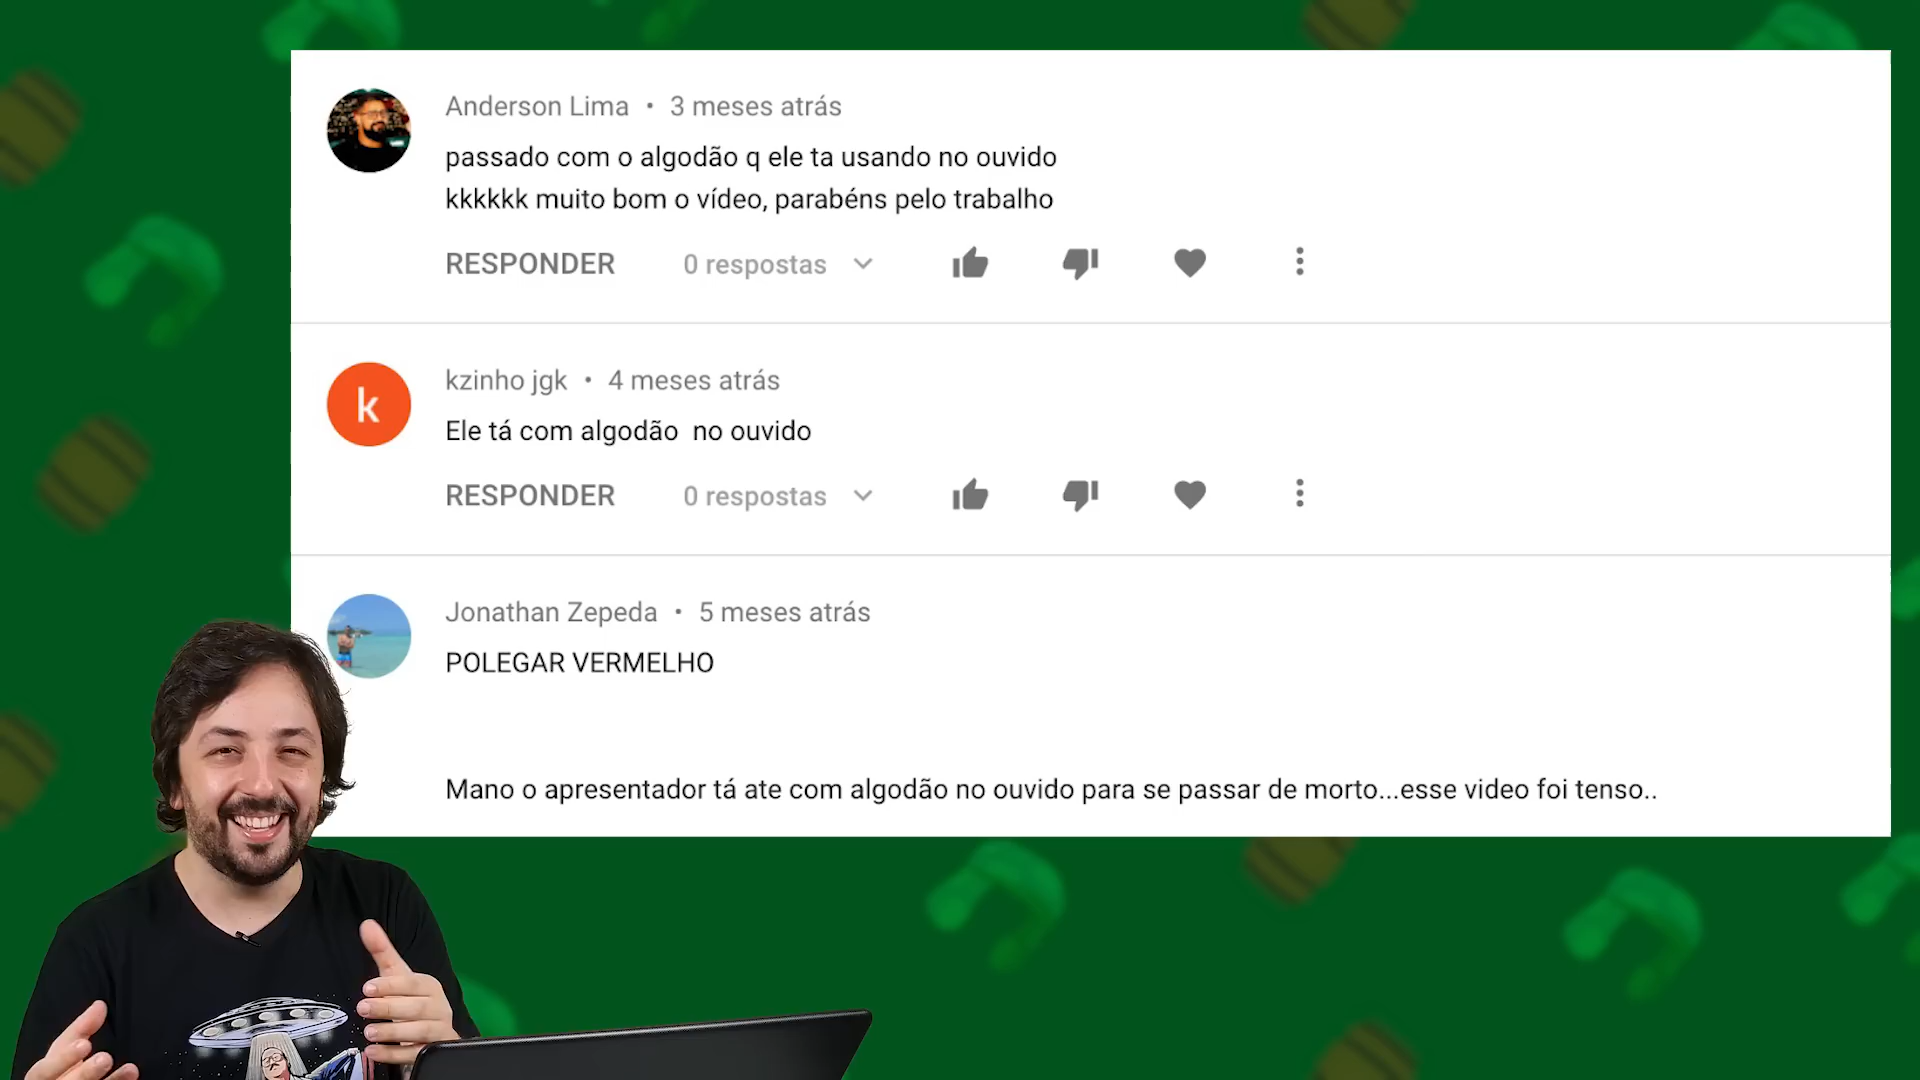 Anderson Lima • 3 meses atrás
passado com o algodão q ele ta usando no ouvido
kkkkkk muito bom o vídeo, parabéns pelo trabalho
RESPONDER 0 respostas
k
kzinho jgk • 4 meses atrás
Ele tá com algodão  no ouvido
RESPONDER 0 respostas
Jonathan Zepeda • 5 meses atrás
POLEGAR VERMELHO
Mano o apresentador tá ate com algodão no ouvido para se passar de morto...esse video foi tenso..